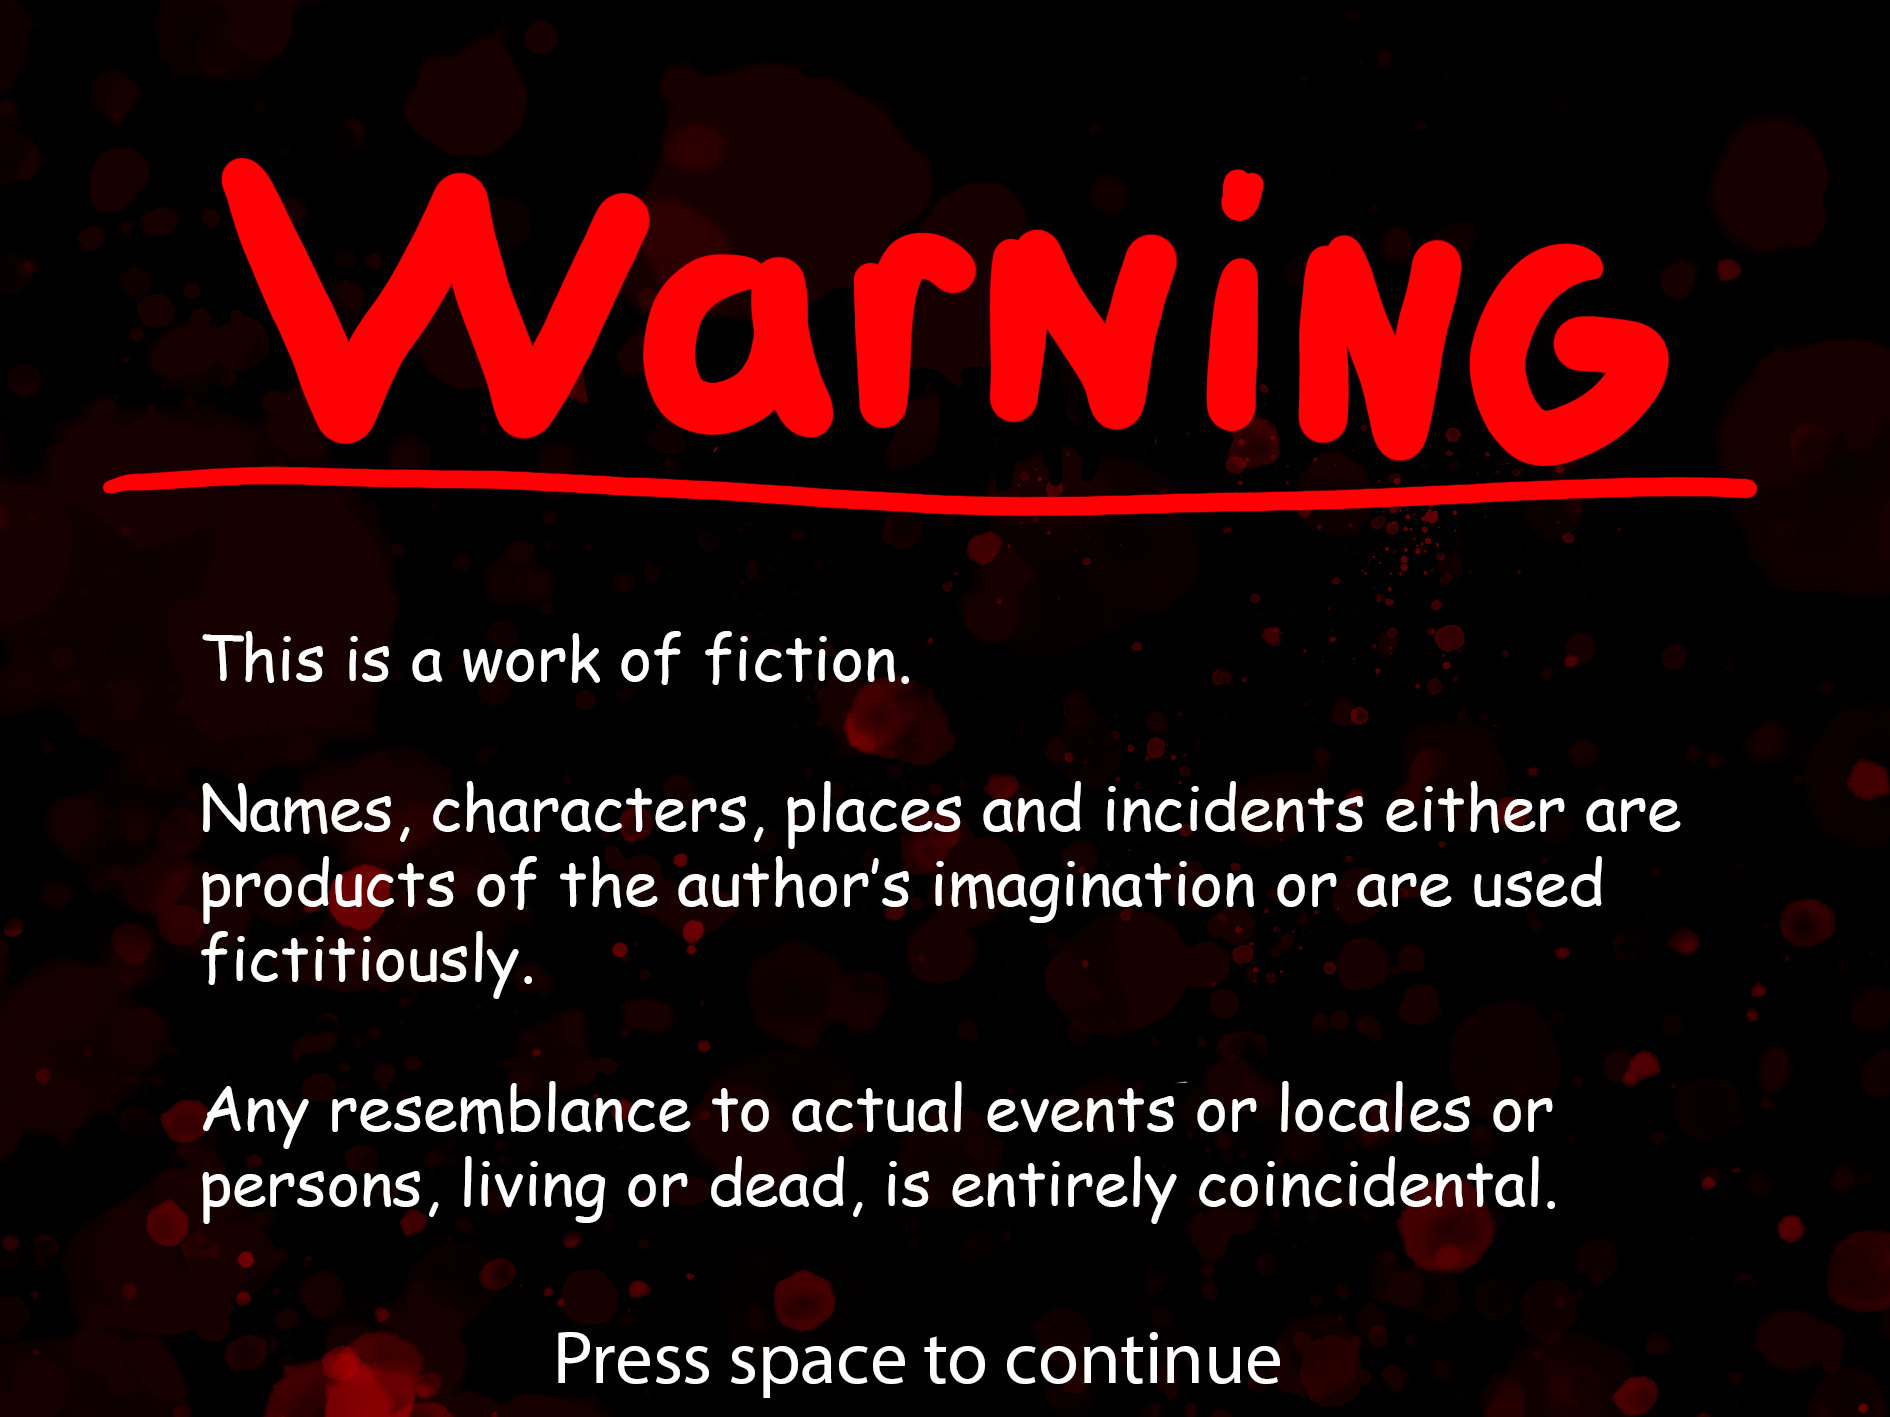 WarNiNG
This is a work of fiction.
Names, characters, places and incidents either are
products of the author's imagination or are used
fictitiously.
Any resemblance to actual events or locales or
persons, living or dead, is entirely coincidental.
Press space to continue